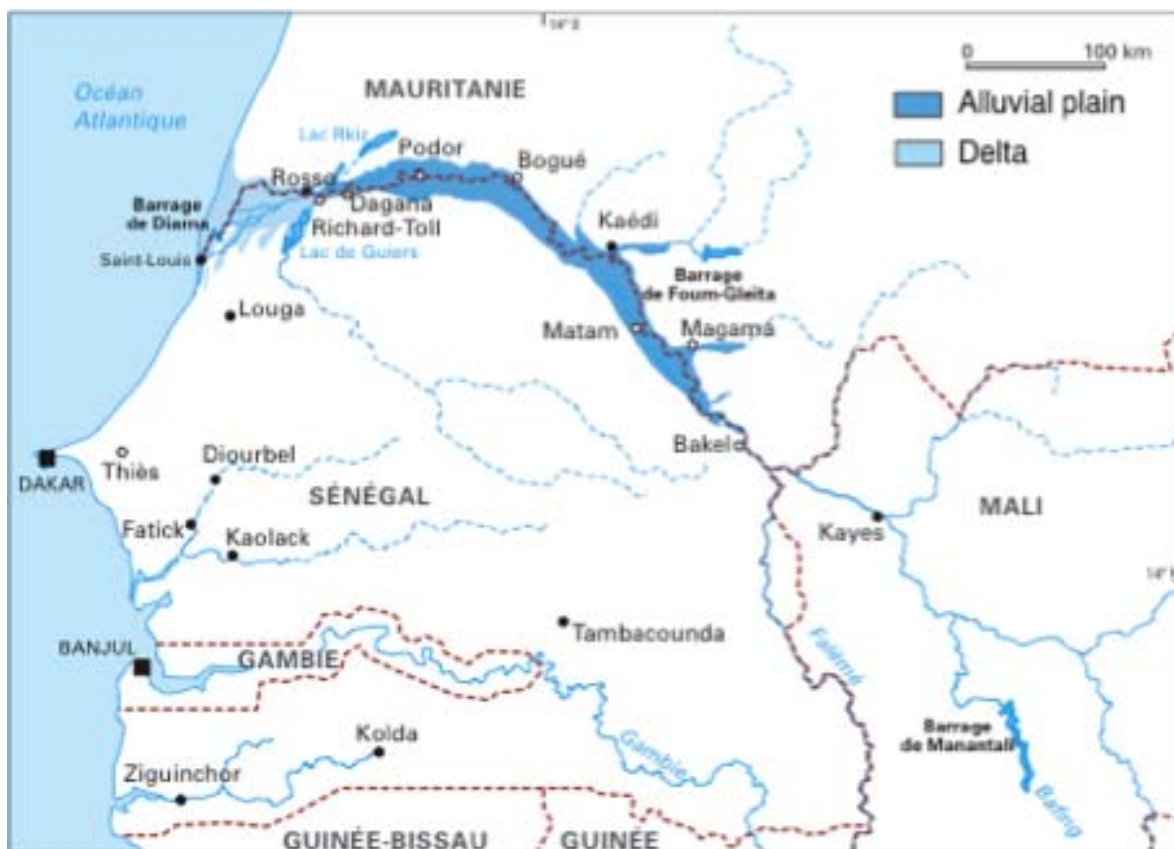 14° E
0 100 km
MAURITANIE
Océan
Atlantique
Alluvial plain
Delta
Lac Rkiz
Podor
Bogué
Rosso
Dagana
Barrage
de Diama
Richard-Toll
Kaédi
Saint-Louis
Lac de Guiers
Barrage
de Foum-Gleita
Louga
Matam
Magama
Bakel
Thiès
Diourbel
DAKAR
SÉNÉGAL
MALI
Fatick
Kaolack
Kayes
14° N
Tambacounda
BANJUL
GAMBIE
Falémé
Kolda
Gambie
Barrage
de Manantali
Ziguinchor
Bafing
GUINÉE-BISSAU
GUINÉE